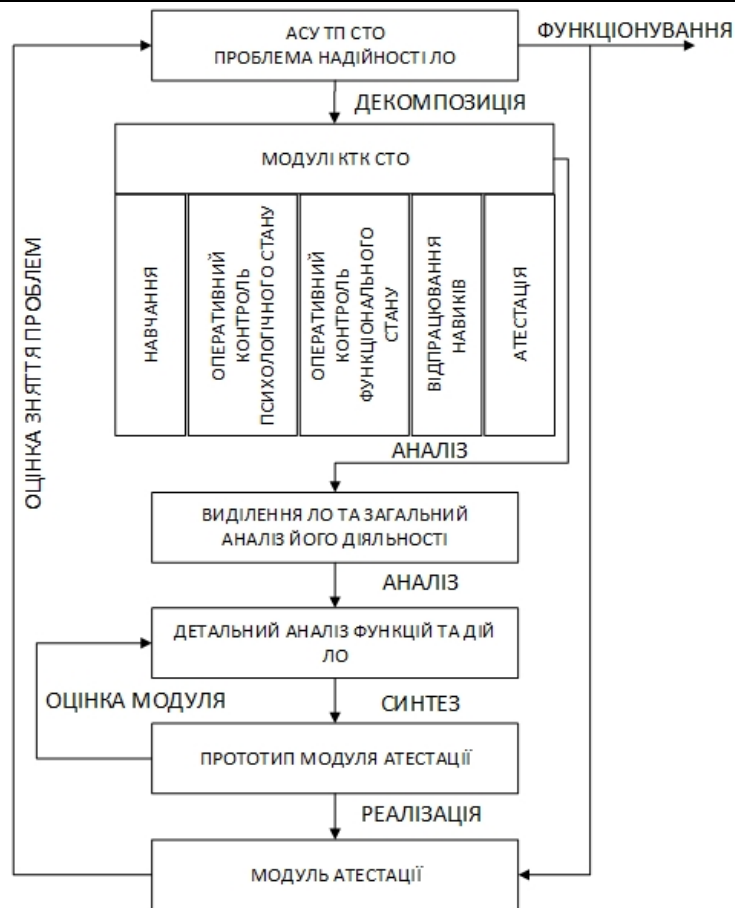 АСУ ТП СТО
ПРОБЛЕМА НАДІЙНОСТІ ЛО
ФУНКЦІОНУВАННЯ
ДЕКОМПОЗИЦІЯ
МОДУЛІ КТК СТО
НАВЧАННЯ
ОПЕРАТИВНИЙ
КОНТРОЛЬ
ПСИХОЛОГІЧНОГО СТАНУ
ОПЕРАТИВНИЙ
КОНТРОЛЬ
ФУНКЦІОНАЛЬНОГО
СТАНУ
ВІДПРАЦЮВАННЯ
НАВИКІВ
АТЕСТАЦІЯ
ОЦІНКА ЗНЯТТЯ ПРОБЛЕМ
АНАЛІЗ
ВИДІЛЕННЯ ЛО ТА ЗАГАЛЬНИЙ
АНАЛІЗ ЙОГО ДІЯЛЬНОСТІ
АНАЛІЗ
ДЕТАЛЬНИЙ АНАЛІЗ ФУНКЦІЙ ТА ДІЙ
ЛО
ОЦІНКА МОДУЛЯ
СИНТЕЗ
ПРОТОТИП МОДУЛЯ АТЕСТАЦІЇ
РЕАЛІЗАЦІЯ
МОДУЛЬ АТЕСТАЦІЇ